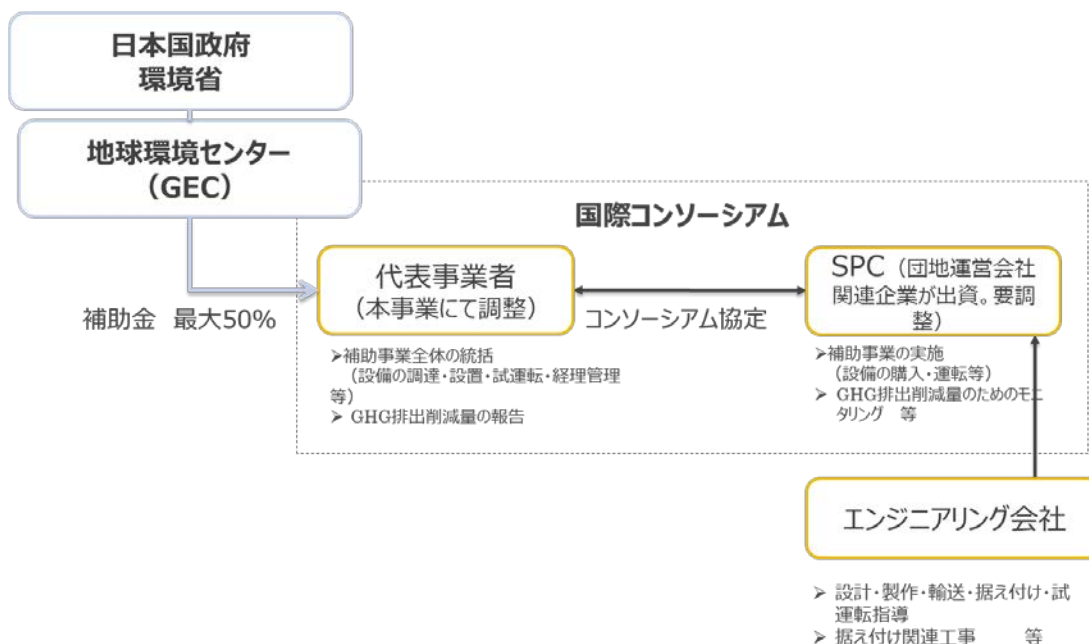 日本国政府
環境省
地球環境センター
（GEC）
国際コンソーシアム
代表事業者
（本事業にて調整）
SPC（団地運営会社
関連企業が出資。要調
整）
補助金　最大50%
コンソーシアム協定
➢補助事業全体の統括
（設備の調達・設置・試運転・経理管理
等）
➢ GHG排出削減量の報告
➢補助事業の実施
（設備の購入・運転等）
➢ GHG排出削減量のためのモニ
タリング　等
エンジニアリング会社
➢ 設計・製作・輸送・据え付け・試
運転指導
➢ 据え付け関連工事　　等